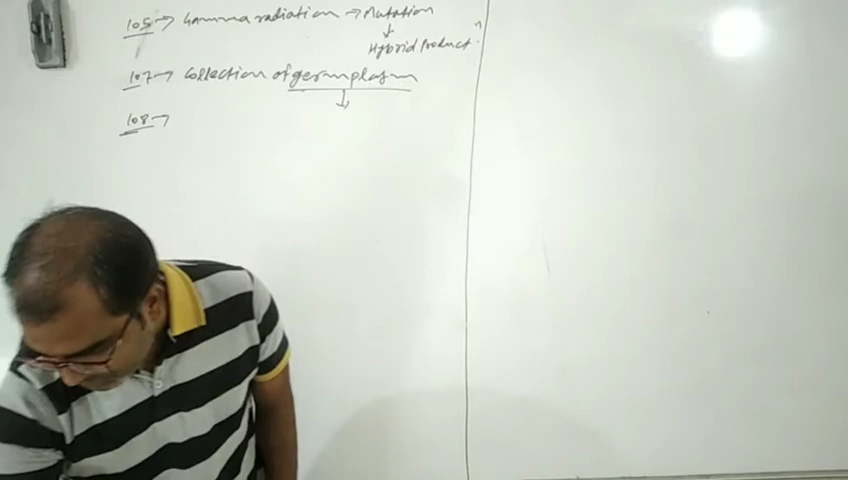 105 → Gamma radiation → Mutation
↓
Hybrid Product.n
107 → Collection of germplasm
↓
108 →